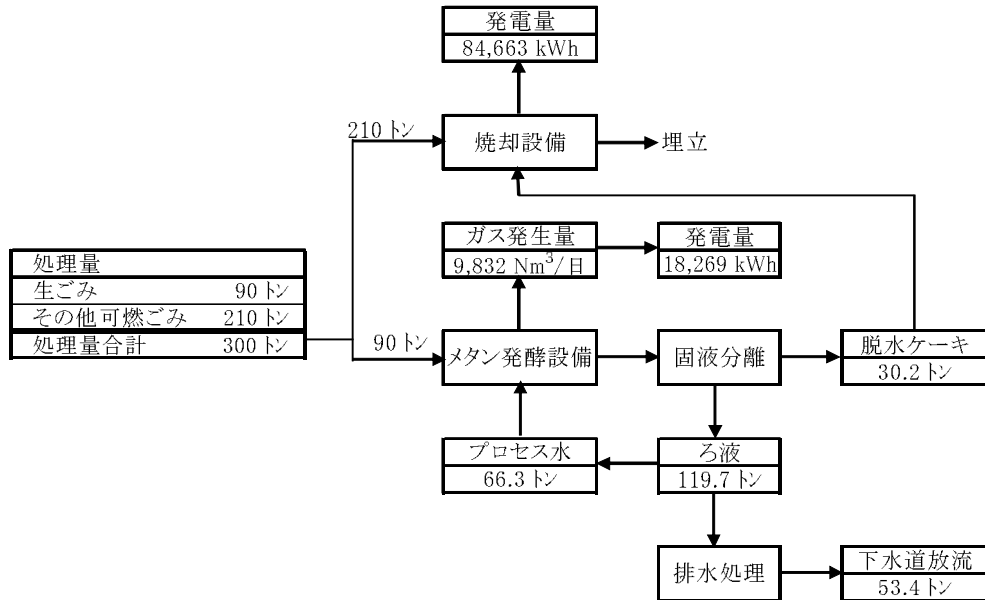 発電量
84,663 kWh
210 トン
焼却設備
埋立
ガス発生量
9,832 Nm³/日
発電量
18,269 kWh
処理量
生ごみ 90 トン
その他可燃ごみ 210 トン
処理量合計 300 トン
90 トン
メタン発酵設備
固液分離
脱水ケーキ
30.2 トン
プロセス水
66.3 トン
ろ液
119.7 トン
排水処理
下水道放流
53.4 トン